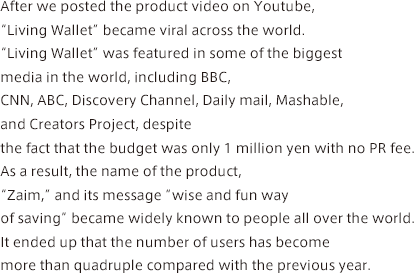 After we posted the product video on Youtube,
“Living Wallet” became viral across the world.
“Living Wallet” was featured in some of the biggest
media in the world, including BBC,
CNN, ABC, Discovery Channel, Daily mail, Mashable,
and Creators Project, despite
the fact that the budget was only 1 million yen with no PR fee.
As a result, the name of the product,
“Zaim,” and its message “wise and fun way
of saving” became widely known to people all over the world.
It ended up that the number of users has become
more than quadruple compared with the previous year.